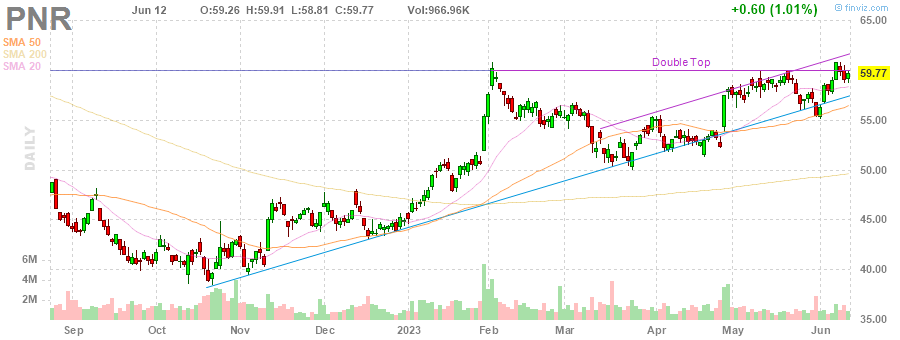 PNR Jun 12 O:59.26 H:59.91 L:58.81 C:59.77 Vol:966.96K +0.60 (1.01%) © finviz.com
SMA 50
SMA 200
SMA 20
DAILY
Double Top
65.00
59.77
55.00
50.00
45.00
40.00
35.00
6M
4M
2M
Sep Oct Nov Dec 2023 Feb Mar Apr May Jun